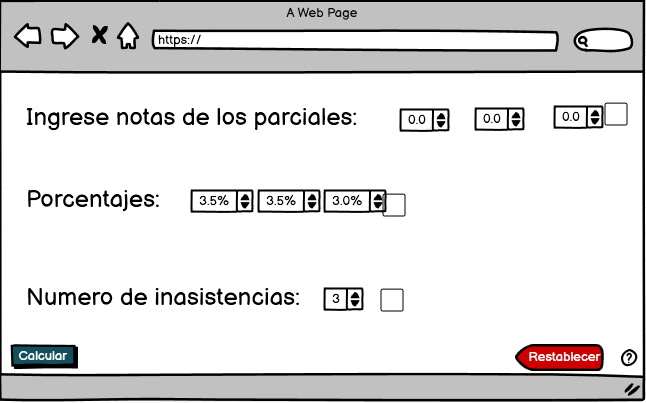 A Web Page
https://
Ingrese notas de los parciales: 0.0 0.0 0.0
Porcentajes: 3.5% 3.5% 3.0%
Numero de inasistencias: 3
Calcular Restablecer ?